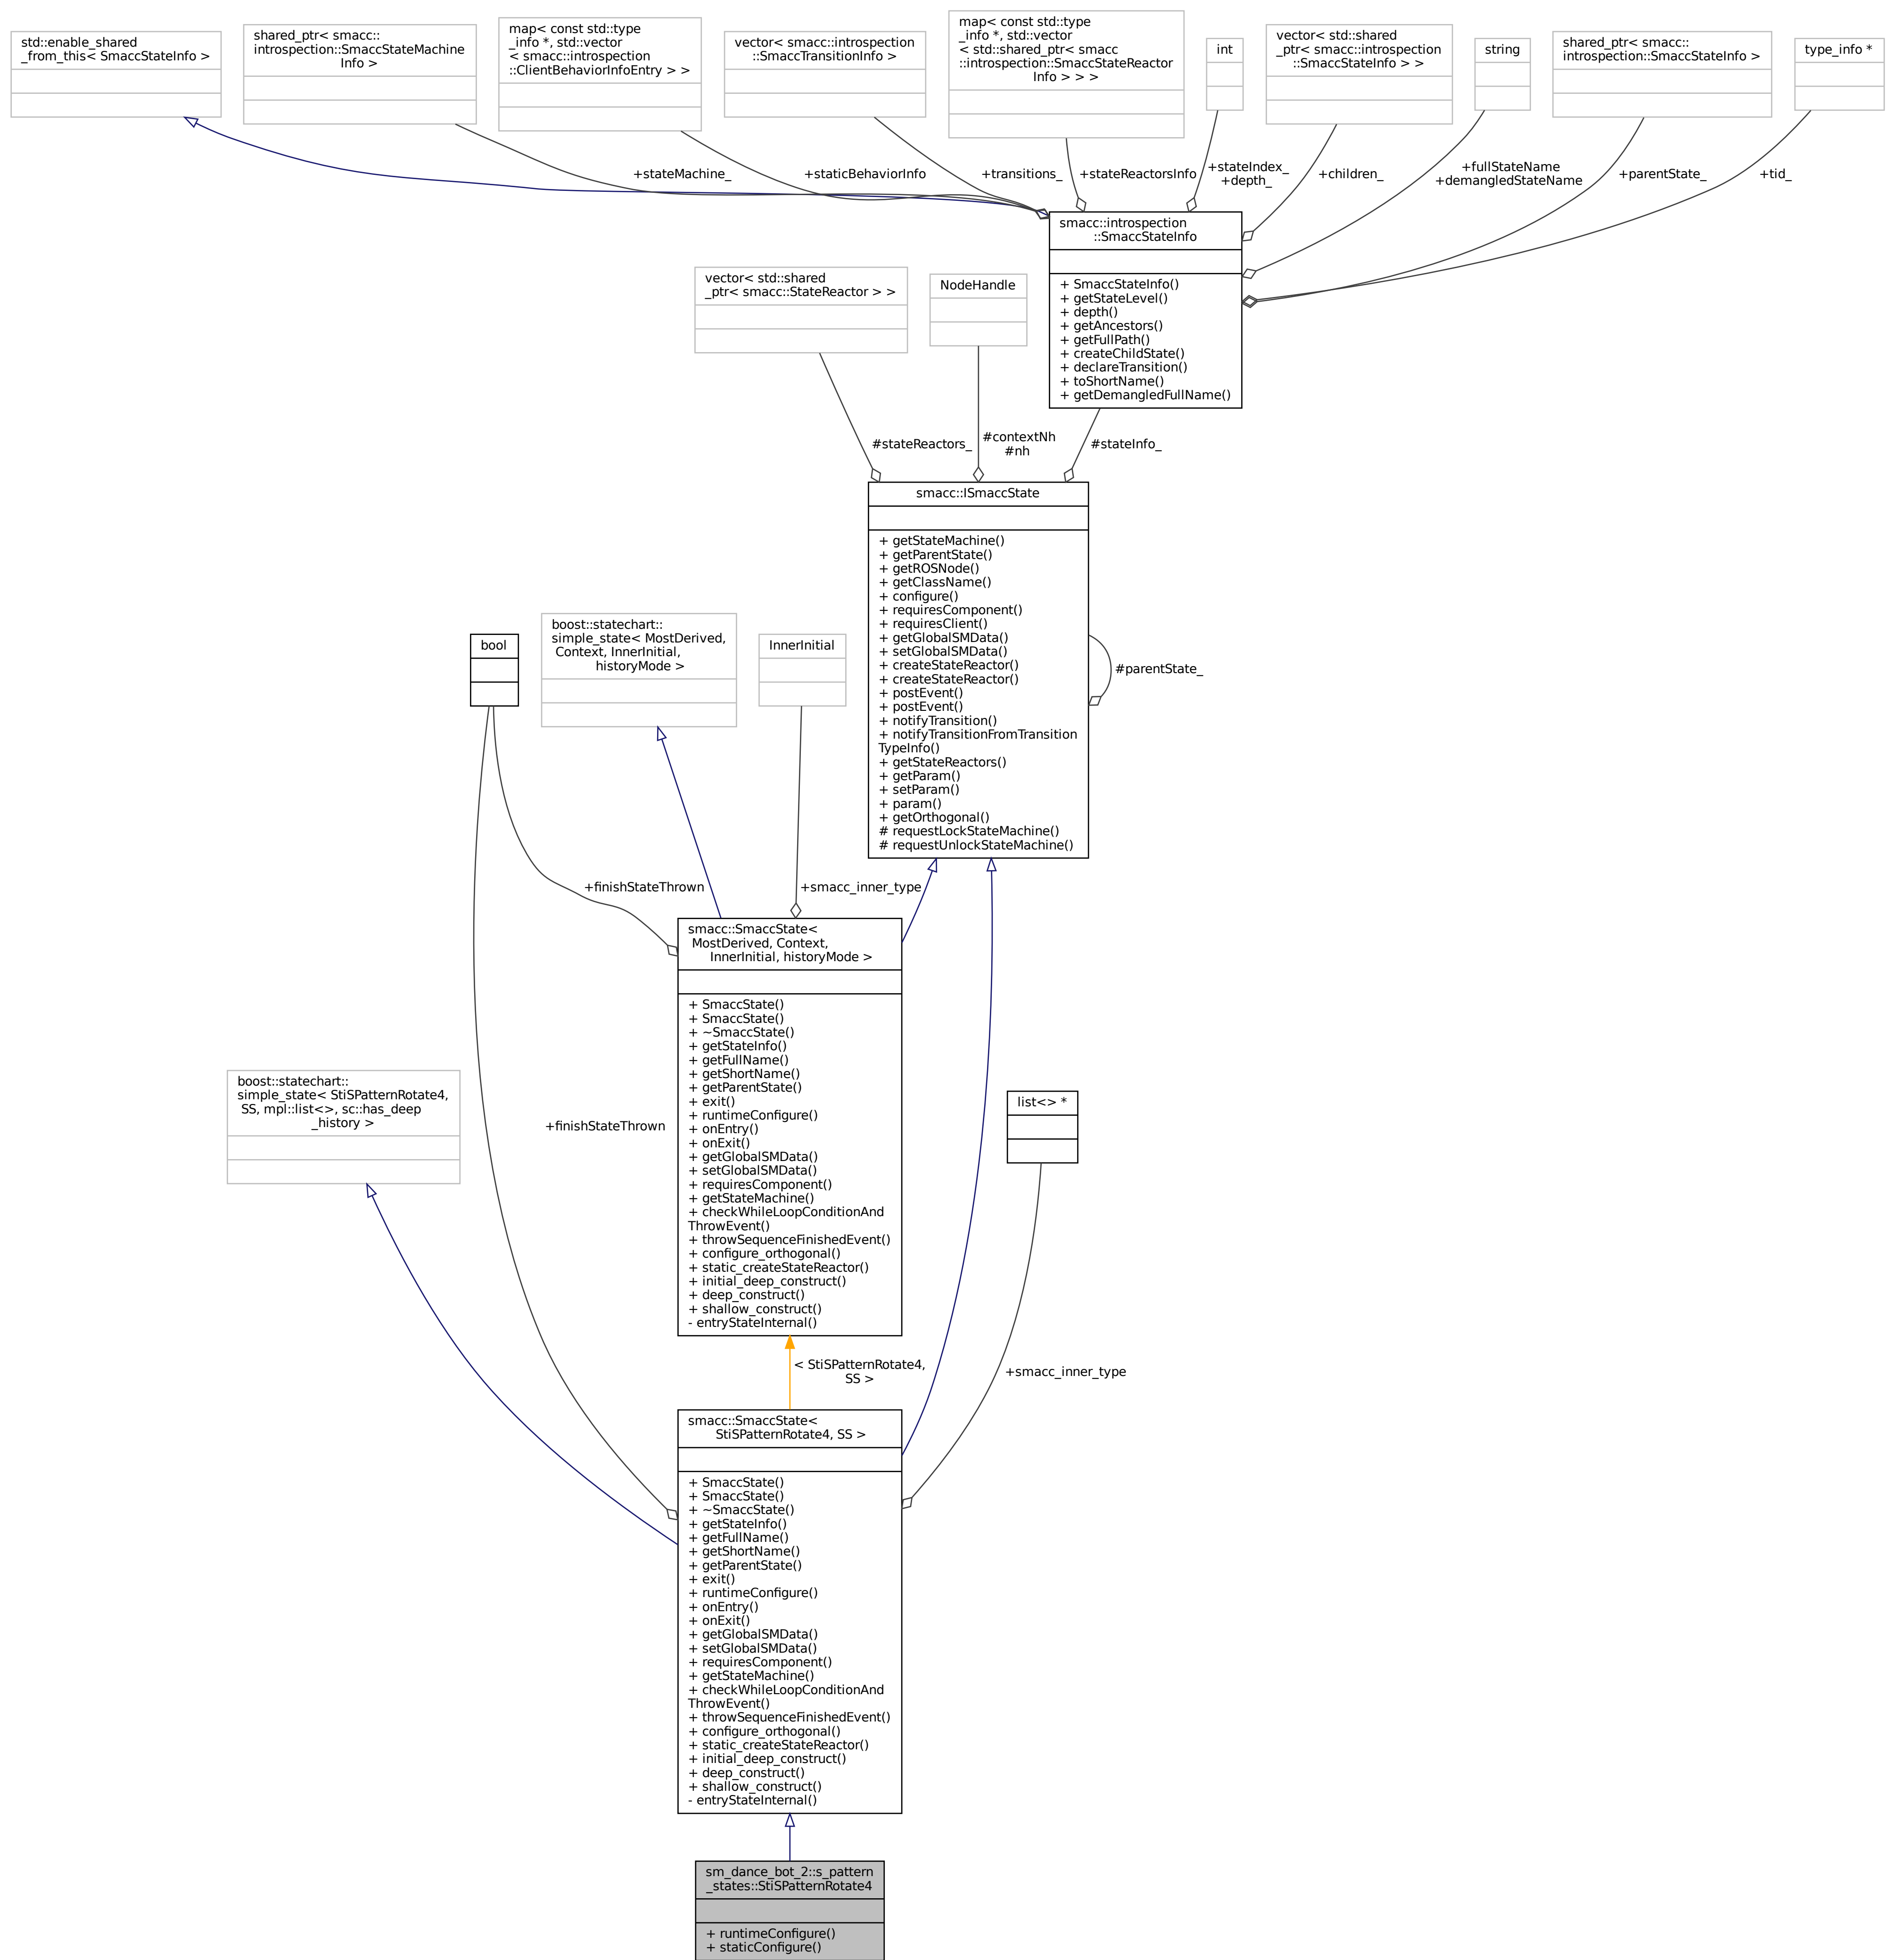 std::enable_shared
_from_this< SmaccStateInfo >
shared_ptr< smacc::
introspection::SmaccStateMachine
Info >
map< const std::type
_info *, std::vector
< smacc::introspection
::ClientBehaviorInfoEntry > >
vector< smacc::introspection
::SmaccTransitionInfo >
map< const std::type
_info *, std::vector
< std::shared_ptr< smacc
::introspection::SmaccStateReactor
Info > > >
int
vector< std::shared
_ptr< smacc::introspection
::SmaccStateInfo > >
string
shared_ptr< smacc::
introspection::SmaccStateInfo >
type_info *
+stateMachine_
+staticBehaviorInfo
+transitions_
+stateReactorsInfo
+stateIndex_
+depth_
+children_
+fullStateName
+demangledStateName
+parentState_
+tid_
smacc::introspection
::SmaccStateInfo
+ SmaccStateInfo()
+ getStateLevel()
+ depth()
+ getAncestors()
+ getFullPath()
+ createChildState()
+ declareTransition()
+ toShortName()
+ getDemangledFullName()
vector< std::shared
_ptr< smacc::StateReactor > >
NodeHandle
#stateReactors_
#contextNh
#nh
#stateInfo_
smacc::ISmaccState
+ getStateMachine()
+ getParentState()
+ getROSNode()
+ getClassName()
+ configure()
+ requiresComponent()
+ requiresClient()
+ getGlobalSMData()
+ setGlobalSMData()
+ createStateReactor()
+ createStateReactor()
+ postEvent()
+ postEvent()
+ notifyTransition()
+ notifyTransitionFromTransition
TypeInfo()
+ getStateReactors()
+ getParam()
+ setParam()
+ param()
+ getOrthogonal()
# requestLockStateMachine()
# requestUnlockStateMachine()
#parentState_
bool
boost::statechart::
simple_state< MostDerived,
Context, InnerInitial,
historyMode >
InnerInitial
+finishStateThrown
+smacc_inner_type
smacc::SmaccState<
MostDerived, Context,
InnerInitial, historyMode >
+ SmaccState()
+ SmaccState()
+ ~SmaccState()
+ getStateInfo()
+ getFullName()
+ getShortName()
+ getParentState()
+ exit()
+ runtimeConfigure()
+ onEntry()
+ onExit()
+ getGlobalSMData()
+ setGlobalSMData()
+ requiresComponent()
+ getStateMachine()
+ checkWhileLoopConditionAnd
ThrowEvent()
+ throwSequenceFinishedEvent()
+ configure_orthogonal()
+ static_createStateReactor()
+ initial_deep_construct()
+ deep_construct()
+ shallow_construct()
- entryStateInternal()
boost::statechart::
simple_state< StiSPatternRotate4,
SS, mpl::list<>, sc::has_deep
_history >
+finishStateThrown
list<> *
< StiSPatternRotate4,
SS >
+smacc_inner_type
smacc::SmaccState<
StiSPatternRotate4, SS >
+ SmaccState()
+ SmaccState()
+ ~SmaccState()
+ getStateInfo()
+ getFullName()
+ getShortName()
+ getParentState()
+ exit()
+ runtimeConfigure()
+ onEntry()
+ onExit()
+ getGlobalSMData()
+ setGlobalSMData()
+ requiresComponent()
+ getStateMachine()
+ checkWhileLoopConditionAnd
ThrowEvent()
+ throwSequenceFinishedEvent()
+ configure_orthogonal()
+ static_createStateReactor()
+ initial_deep_construct()
+ deep_construct()
+ shallow_construct()
- entryStateInternal()
sm_dance_bot_2::s_pattern
_states::StiSPatternRotate4
+ runtimeConfigure()
+ staticConfigure()